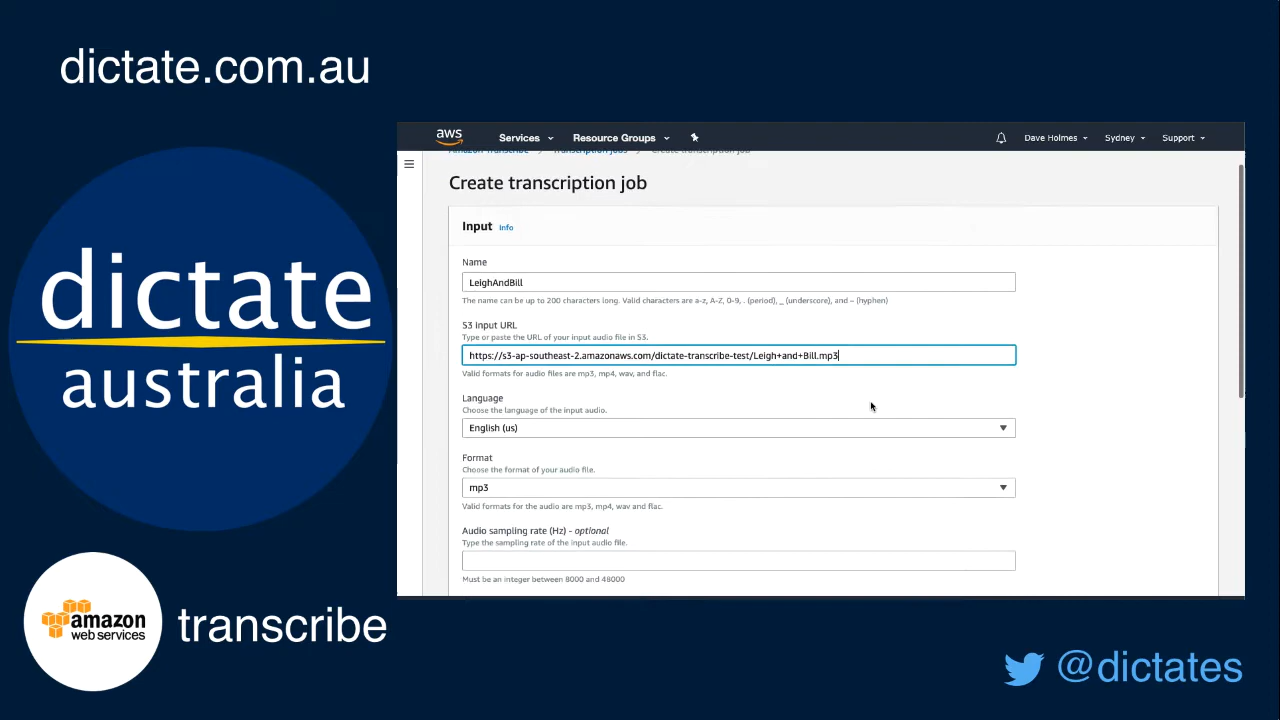 dictate.com.au
dictate
australia
amazon
web services
transcribe
aws Services Resource Groups Dave Holmes Sydney Support
Amazon Transcribe Transcription jobs Create transcription job
Create transcription job
Input Info
Name
LeighAndBill
The name can be up to 200 characters long. Valid characters are a-z, A-Z, 0-9, . (period), _ (underscore), and – (hyphen)
S3 input URL
Type or paste the URL of your input audio file in S3.
https://s3-ap-southeast-2.amazonaws.com/dictate-transcribe-test/Leigh+and+Bill.mp3
Valid formats for audio files are mp3, mp4, wav, and flac.
Language
Choose the language of the input audio.
English (us)
Format
Choose the format of your audio file.
mp3
Valid formats for the audio are mp3, mp4, wav and flac.
Audio sampling rate (Hz) - optional
Type the sampling rate of the input audio file.
Must be an integer between 8000 and 48000
@dictates